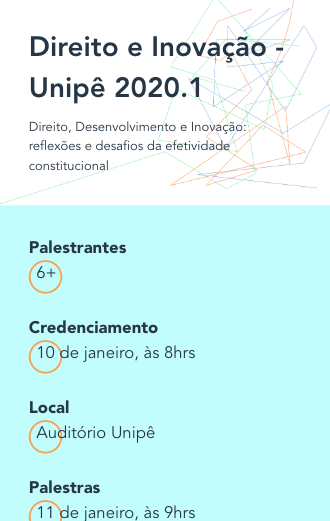 Direito e Inovação -
Unipê 2020.1
Direito, Desenvolvimento e Inovação:
reflexões e desafios da efetividade
constitucional
Palestrantes
6+
Credenciamento
10 de janeiro, às 8hrs
Local
Auditório Unipê
Palestras
11 de janeiro, às 9hrs